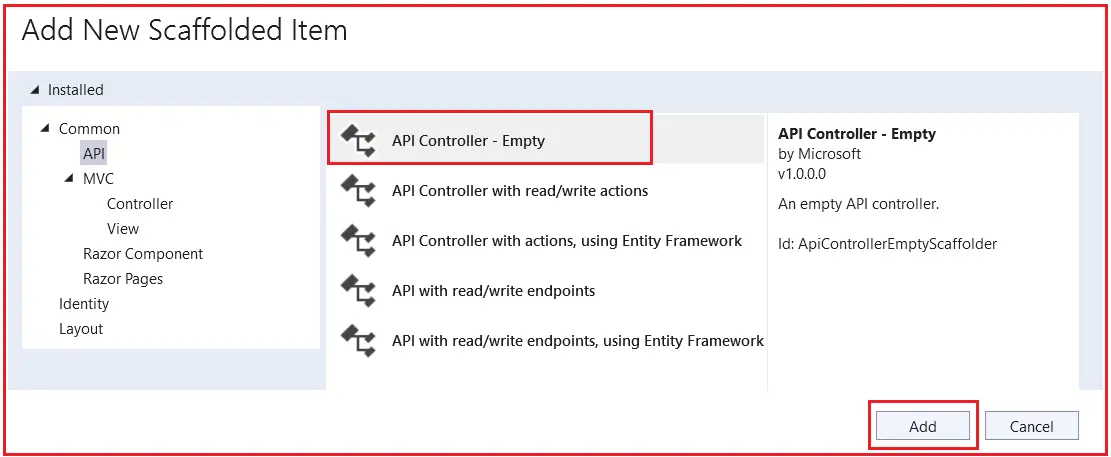 Add New Scaffolded Item
Installed
Common
API
MVC
Controller
View
Razor Component
Razor Pages
Identity
Layout
API Controller - Empty
API Controller with read/write actions
API Controller with actions, using Entity Framework
API with read/write endpoints
API with read/write endpoints, using Entity Framework
API Controller - Empty
by Microsoft
v1.0.0.0
An empty API controller.
Id: ApiControllerEmptyScaffolder
Add
Cancel